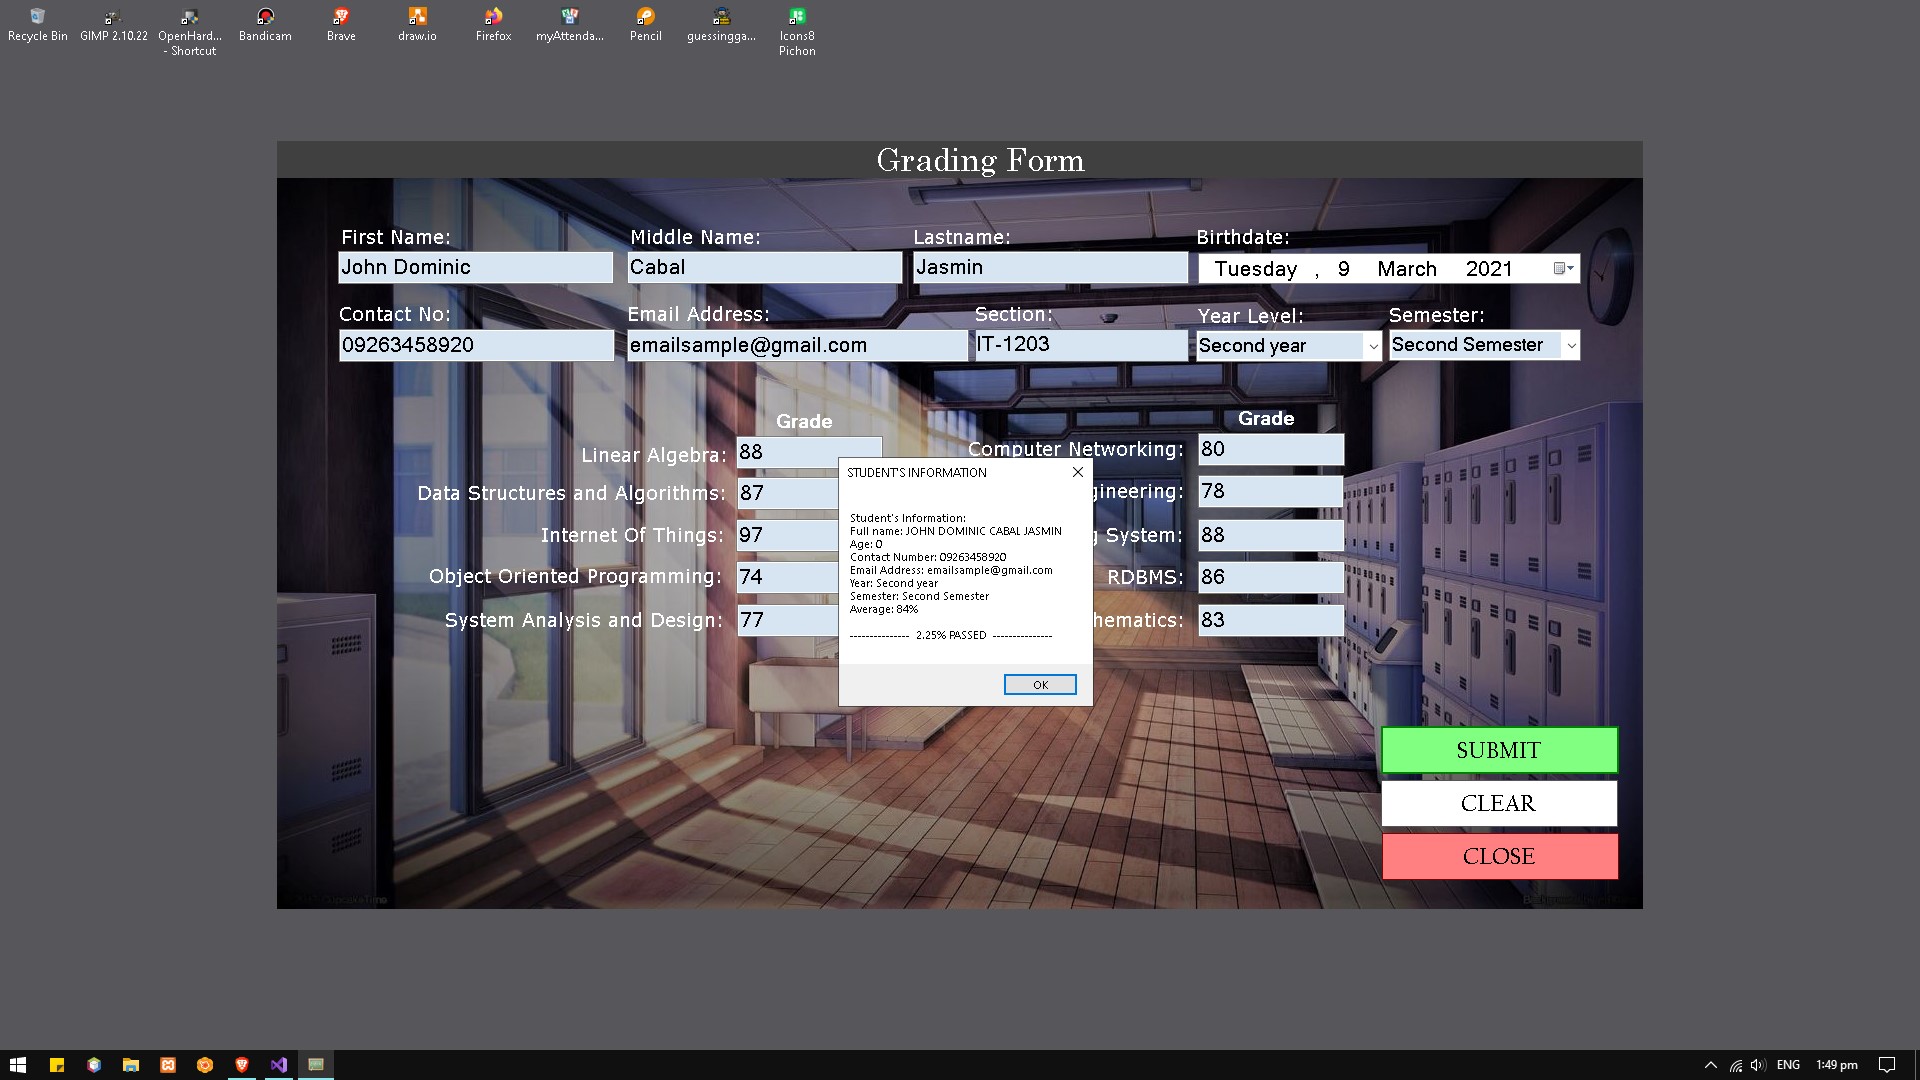 Recycle Bin
GIMP 2.10.22
OpenHard...
- Shortcut
Bandicam
Brave
draw.io
Firefox
myAttenda...
Pencil
guessingga...
Icons8
Pichon
Grading Form
First Name:
Middle Name:
Lastname:
Birthdate:
John Dominic
Cabal
Jasmin
Tuesday , 9 March 2021
Contact No:
Email Address:
Section:
Year Level:
Semester:
09263458920
emailsample@gmail.com
IT-1203
Second year
Second Semester
Grade
Grade
Linear Algebra: 88
Computer Networking: 80
Data Structures and Algorithms: 87
gineering: 78
Internet Of Things: 97
g System: 88
Object Oriented Programming: 74
RDBMS: 86
System Analysis and Design: 77
hematics: 83
STUDENT'S INFORMATION
Student's Information:
Full name: JOHN DOMINIC CABAL JASMIN
Age: 0
Contact Number: 09263458920
Email Address: emailsample@gmail.com
Year: Second year
Semester: Second Semester
Average: 84%
--------------- 2.25% PASSED ---------------
OK
SUBMIT
CLEAR
CLOSE
ENG
1:49 pm